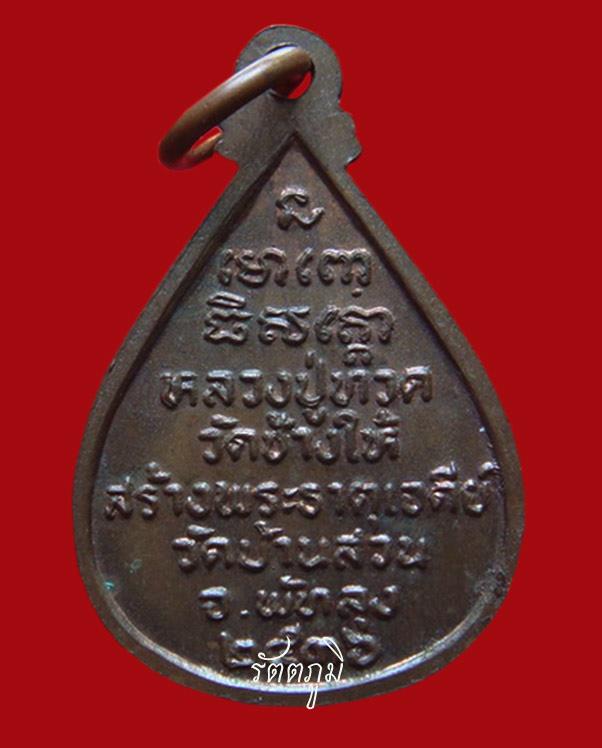 หลวงปู่ทวด
วัดช้างให้
สร้างพระธาตุเจดีย์
วัดบ้านสวน
จ.พัทลุง
๒๕๓๖
รัตตภูมิ